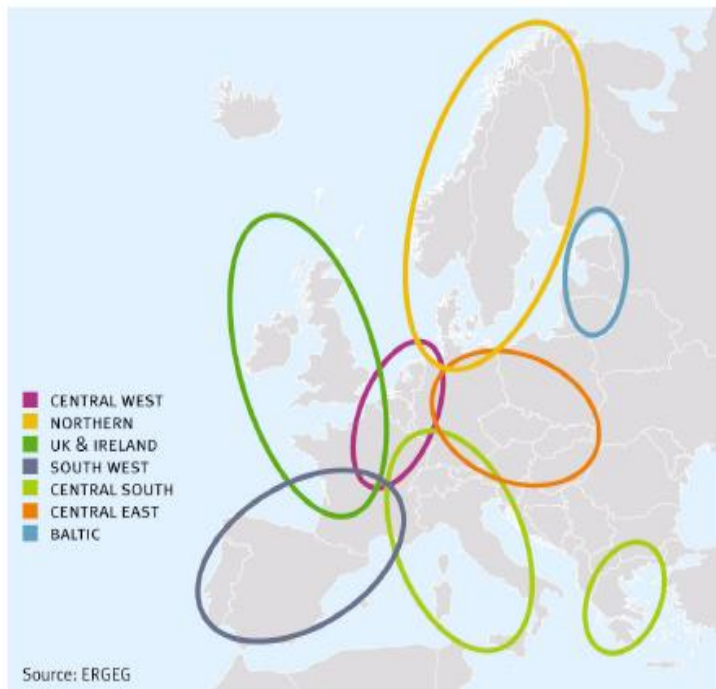 CENTRAL WEST
NORTHERN
UK & IRELAND
SOUTH WEST
CENTRAL SOUTH
CENTRAL EAST
BALTIC
Source: ERGEG